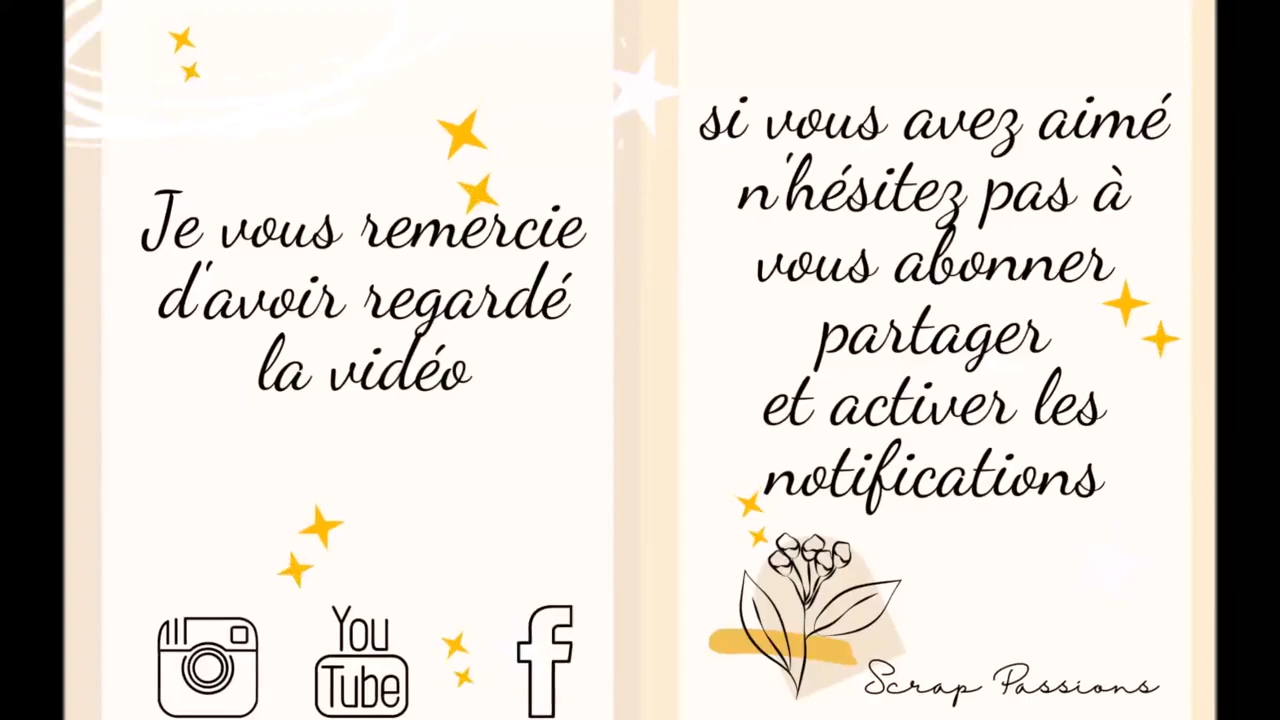 Je vous remercie
d'avoir regardé
la vidéo
You
Tube
si vous avez aimé
n'hésitez pas à
vous abonner
partager
et activer les
notifications
Scrap Passions